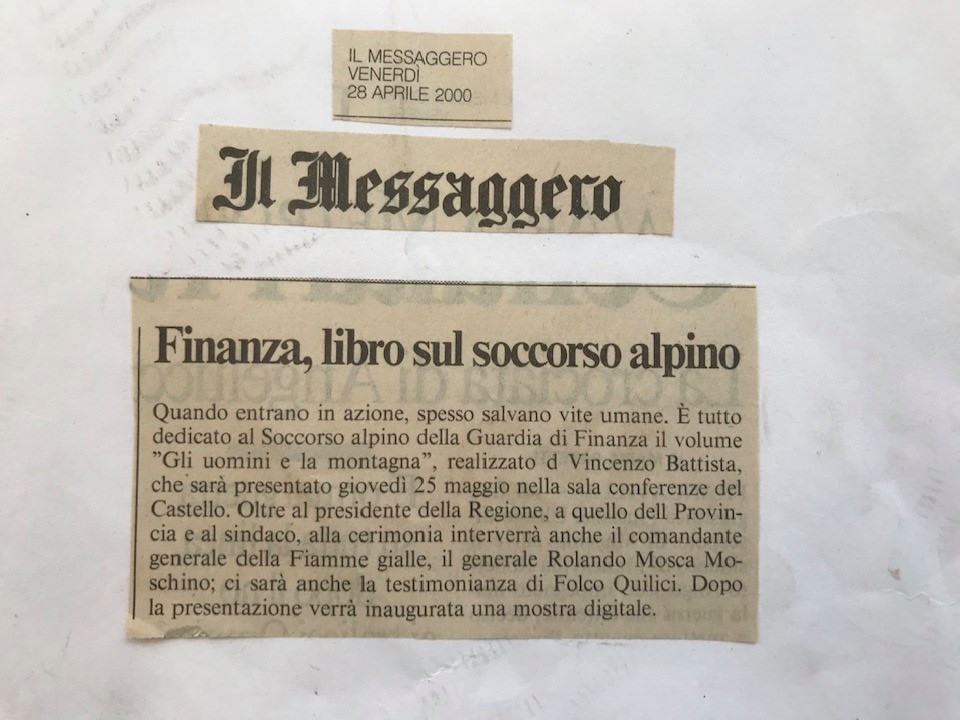 IL MESSAGGERO
VENERDÌ
28 APRILE 2000
Il Messaggero
Finanza, libro sul soccorso alpino
Quando entrano in azione, spesso salvano vite umane. È tutto
dedicato al Soccorso alpino della Guardia di Finanza il volume
”Gli uomini e la montagna”, realizzato d Vincenzo Battista,
che sarà presentato giovedì 25 maggio nella sala conferenze del
Castello. Oltre al presidente della Regione, a quello dell Provin-
cia e al sindaco, alla cerimonia interverrà anche il comandante
generale della Fiamme gialle, il generale Rolando Mosca Mo-
schino; ci sarà anche la testimonianza di Folco Quilici. Dopo
la presentazione verrà inaugurata una mostra digitale.